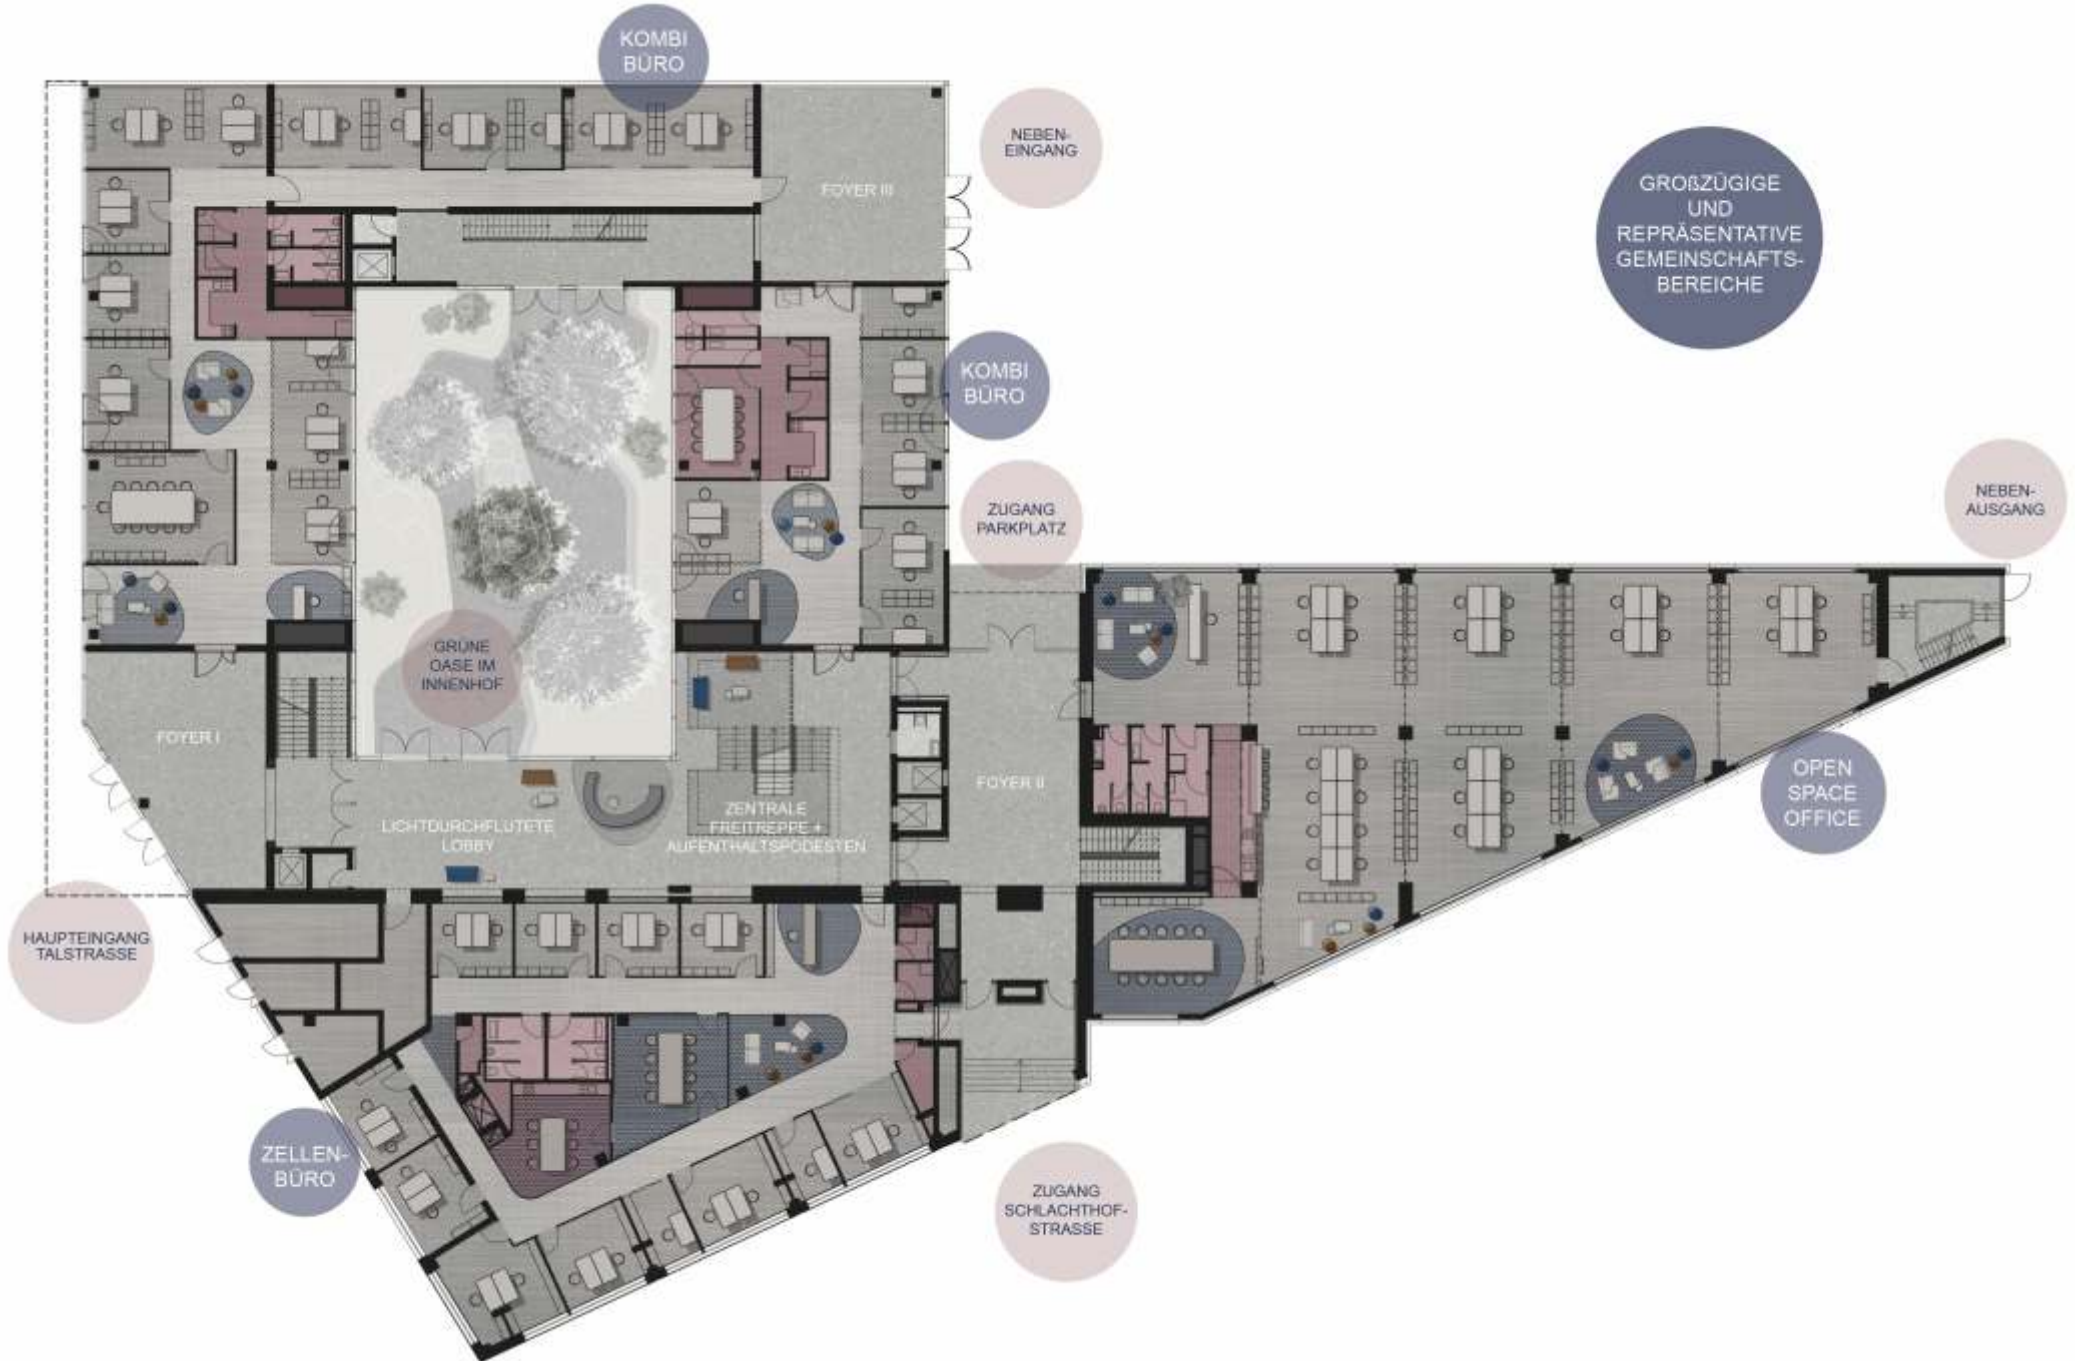 KOMBI
BÜRO
NEBEN-
EINGANG
GROßZÜGIGE
UND
REPRÄSENTATIVE
GEMEINSCHAFTS-
BEREICHE
FOYER III
KOMBI
BÜRO
ZUGANG
PARKPLATZ
NEBEN-
AUSGANG
GRÜNE
OASE IM
INNENHOF
FOYER I
FOYER II
LICHTDURCHFLUTETE
LOBBY
ZENTRALE
FREITREPPE +
AUFENTHALTSPODESTEN
OPEN
SPACE
OFFICE
HAUPTEINGANG
TALSTRASSE
ZELLEN-
BÜRO
ZUGANG
SCHLACHTHOF-
STRASSE